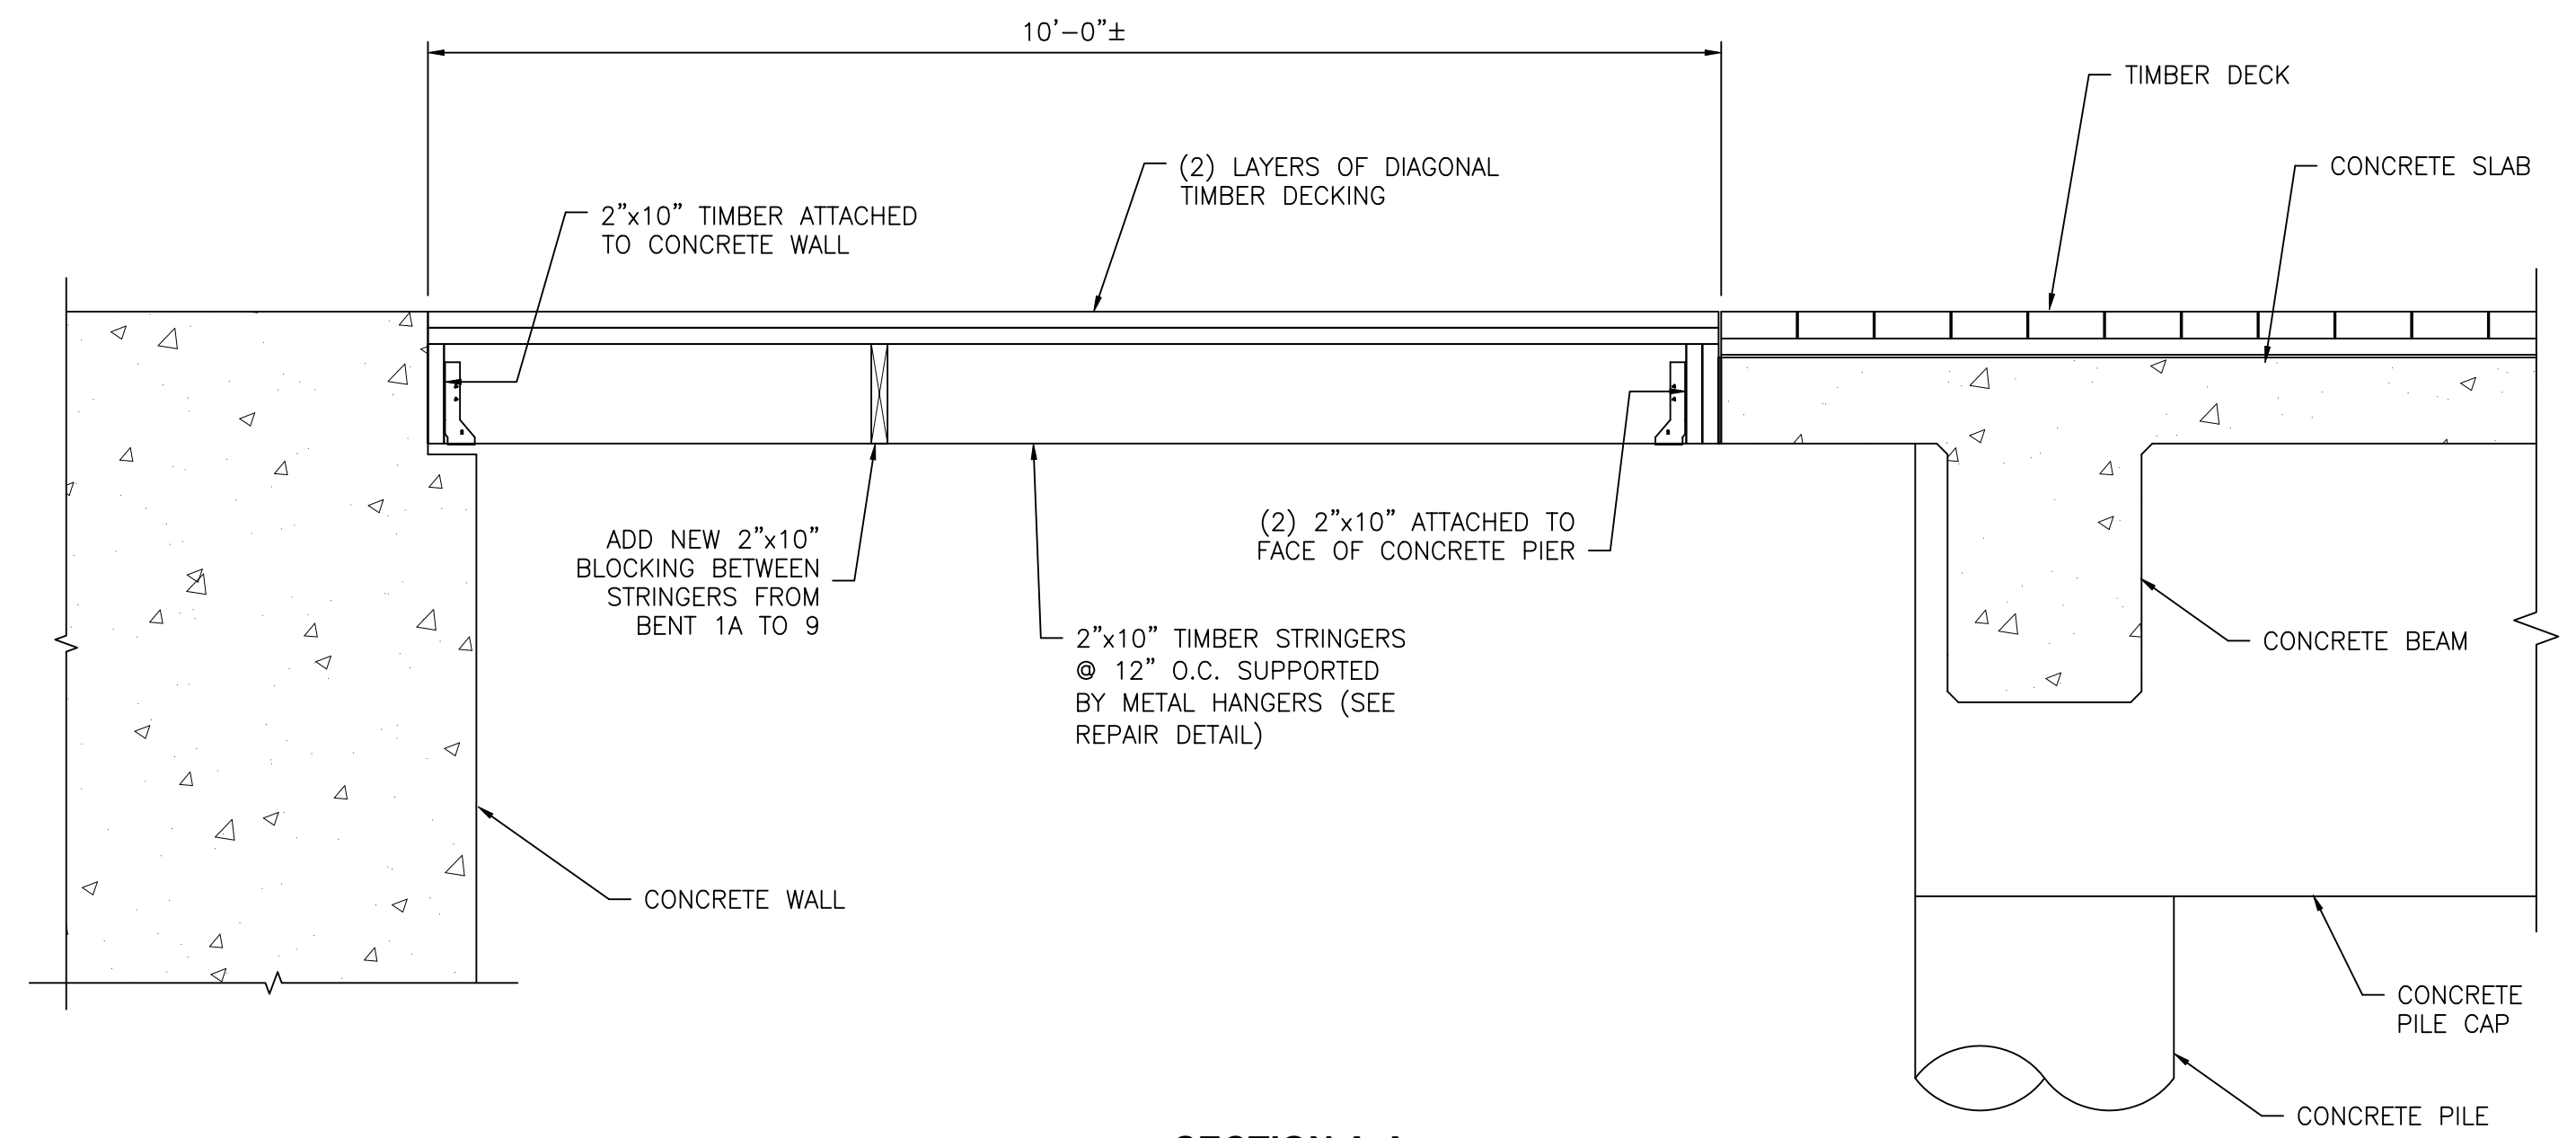 10'-0"±
TIMBER DECK
(2) LAYERS OF DIAGONAL
TIMBER DECKING
CONCRETE SLAB
2"x10" TIMBER ATTACHED
TO CONCRETE WALL
ADD NEW 2"x10"
BLOCKING BETWEEN
STRINGERS FROM
BENT 1A TO 9
(2) 2"x10" ATTACHED TO
FACE OF CONCRETE PIER
2"x10" TIMBER STRINGERS
@ 12" O.C. SUPPORTED
BY METAL HANGERS (SEE
REPAIR DETAIL)
CONCRETE BEAM
CONCRETE WALL
CONCRETE
PILE CAP
CONCRETE PILE